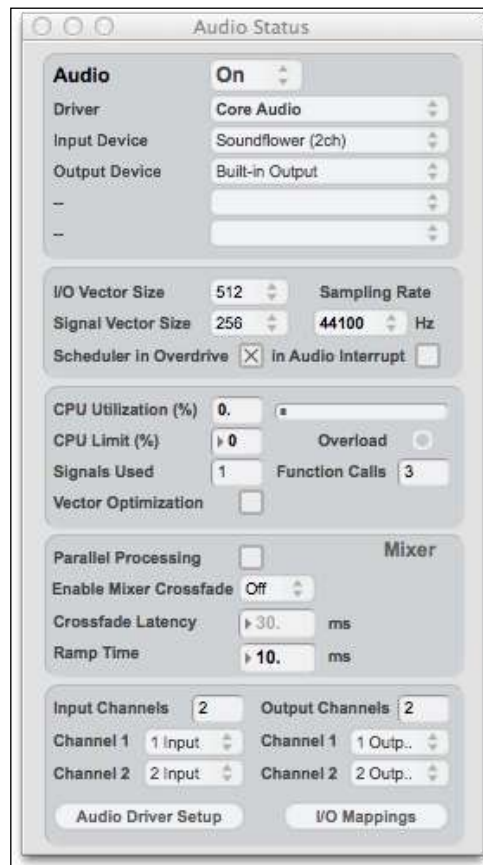 Audio Status
Audio On
Driver Core Audio
Input Device Soundflower (2ch)
Output Device Built-in Output
--
--
I/O Vector Size 512 Sampling Rate
Signal Vector Size 256 44100 Hz
Scheduler in Overdrive in Audio Interrupt
CPU Utilization (%) 0.
CPU Limit (%) 0 Overload
Signals Used 1 Function Calls 3
Vector Optimization
Parallel Processing Mixer
Enable Mixer Crossfade Off
Crossfade Latency 30. ms
Ramp Time 10. ms
Input Channels 2 Output Channels 2
Channel 1 1 Input Channel 1 1 Outp..
Channel 2 2 Input Channel 2 2 Outp..
Audio Driver Setup I/O Mappings